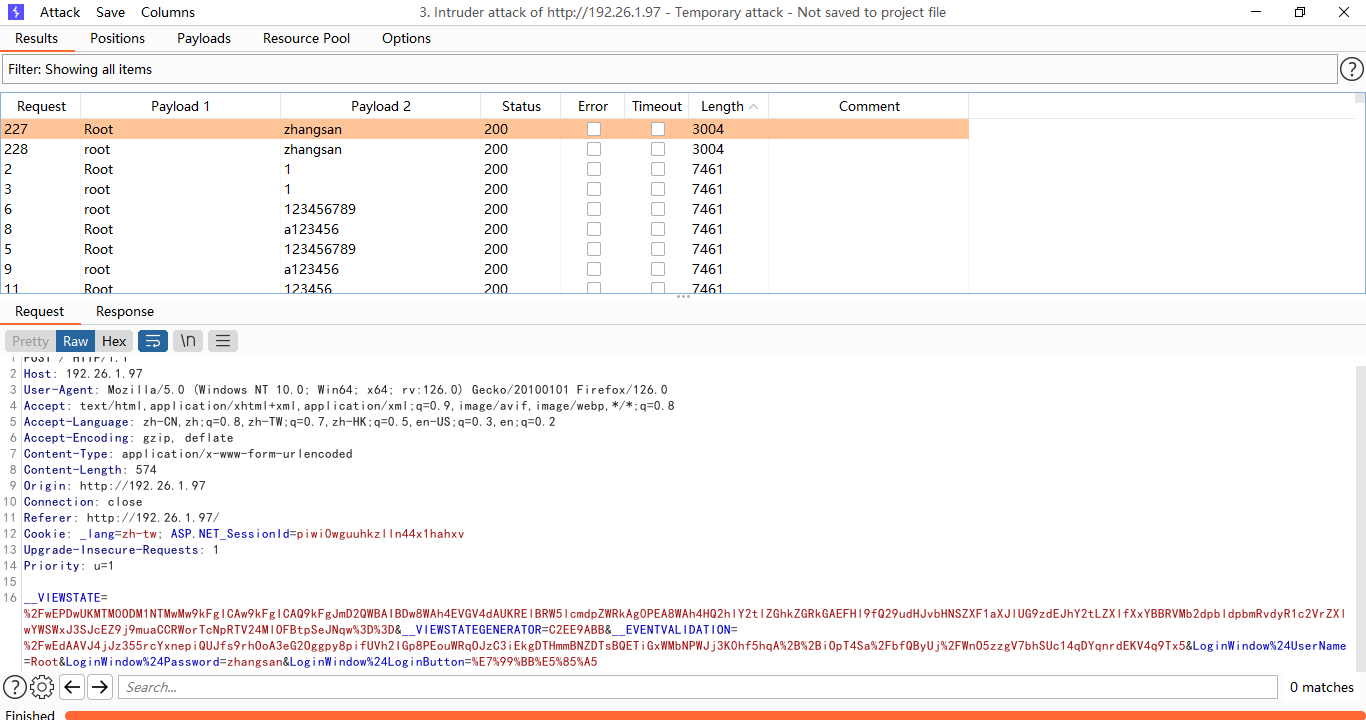 Attack Save Columns 3. Intruder attack of http://192.26.1.97 - Temporary attack - Not saved to project file
Results Positions Payloads Resource Pool Options
Filter: Showing all items ?
Request Payload 1 Payload 2 Status Error Timeout Length Comment
227 Root zhangsan 200 3004
228 root zhangsan 200 3004
2 Root 1 200 7461
3 root 1 200 7461
6 root 123456789 200 7461
8 Root a123456 200 7461
5 Root 123456789 200 7461
9 root a123456 200 7461
11 Root 123456 200 7461
Request Response
Pretty Raw Hex \n
1 POST / HTTP/1.1
2 Host: 192.26.1.97
3 User-Agent: Mozilla/5.0 (Windows NT 10.0; Win64; x64; rv:126.0) Gecko/20100101 Firefox/126.0
4 Accept: text/html,application/xhtml+xml,application/xml;q=0.9,image/avif,image/webp,*/*;q=0.8
5 Accept-Language: zh-CN,zh;q=0.8,zh-TW;q=0.7,zh-HK;q=0.5,en-US;q=0.3,en;q=0.2
6 Accept-Encoding: gzip, deflate
7 Content-Type: application/x-www-form-urlencoded
8 Content-Length: 574
9 Origin: http://192.26.1.97
10 Connection: close
11 Referer: http://192.26.1.97/
12 Cookie: _lang=zh-tw; ASP.NET_SessionId=piwi0wguuhkzlln44x1hahxv
13 Upgrade-Insecure-Requests: 1
14 Priority: u=1
15
16 __VIEWSTATE=
&__VIEWSTATEGENERATOR=C2EE9ABB&__EVENTVALIDATION=
&LoginWindow%24UserName
=Root&LoginWindow%24Password=zhangsan&LoginWindow%24LoginButton=%E7%99%BB%E5%85%A5
? Search... 0 matches
Finished